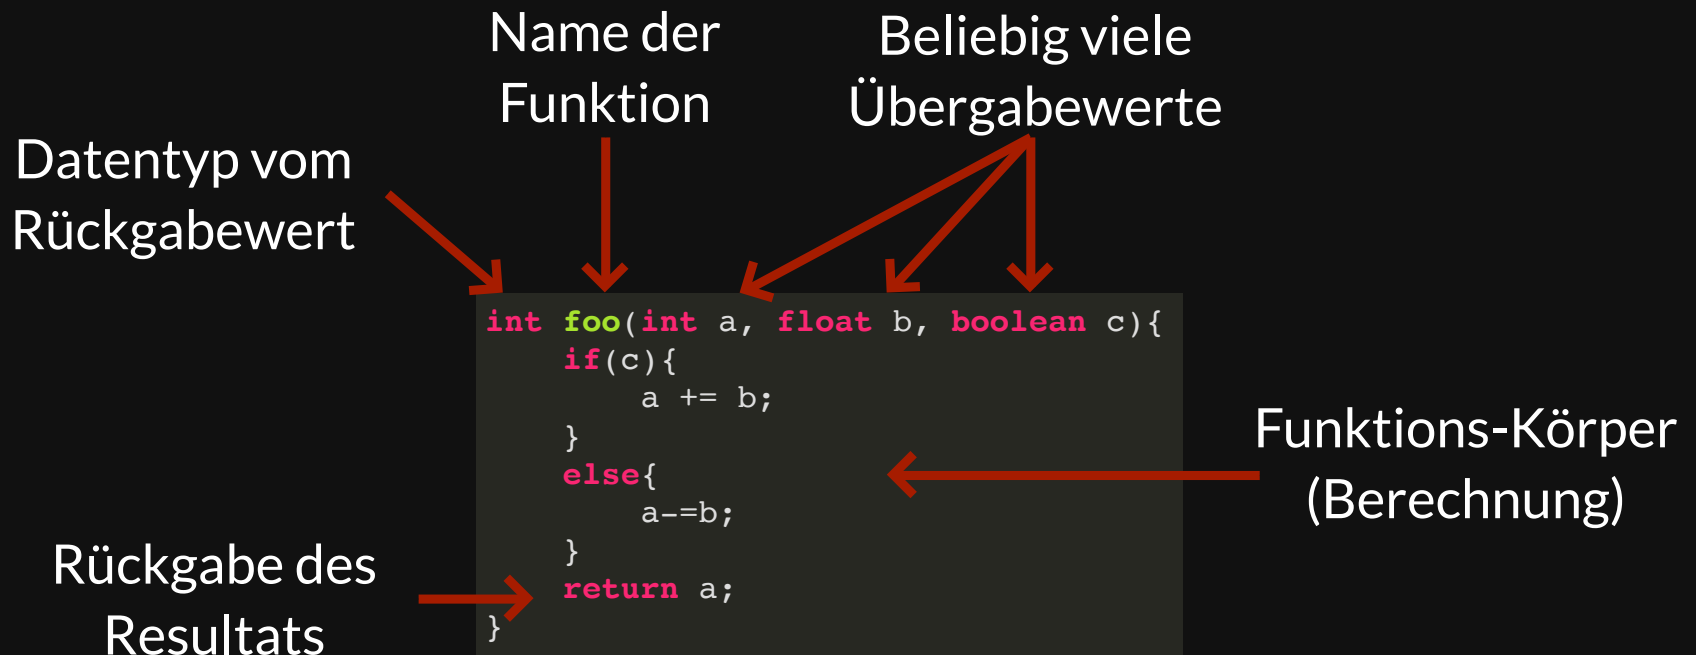 Name der
Funktion
Beliebig viele
Übergabewerte
Datentyp vom
Rückgabewert
int foo(int a, float b, boolean c){
if(c){
a += b;
}
else{
a-=b;
}
return a;
}
Funktions-Körper
(Berechnung)
Rückgabe des
Resultats